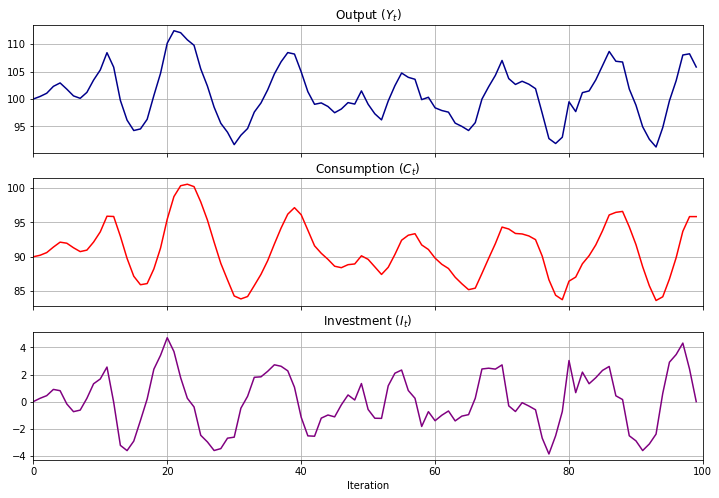 Output (Y_t)
110
105
100
95
Consumption (C_t)
100
95
90
85
Investment (I_t)
4
2
0
−2
−4
0 20 40 60 80 100
Iteration